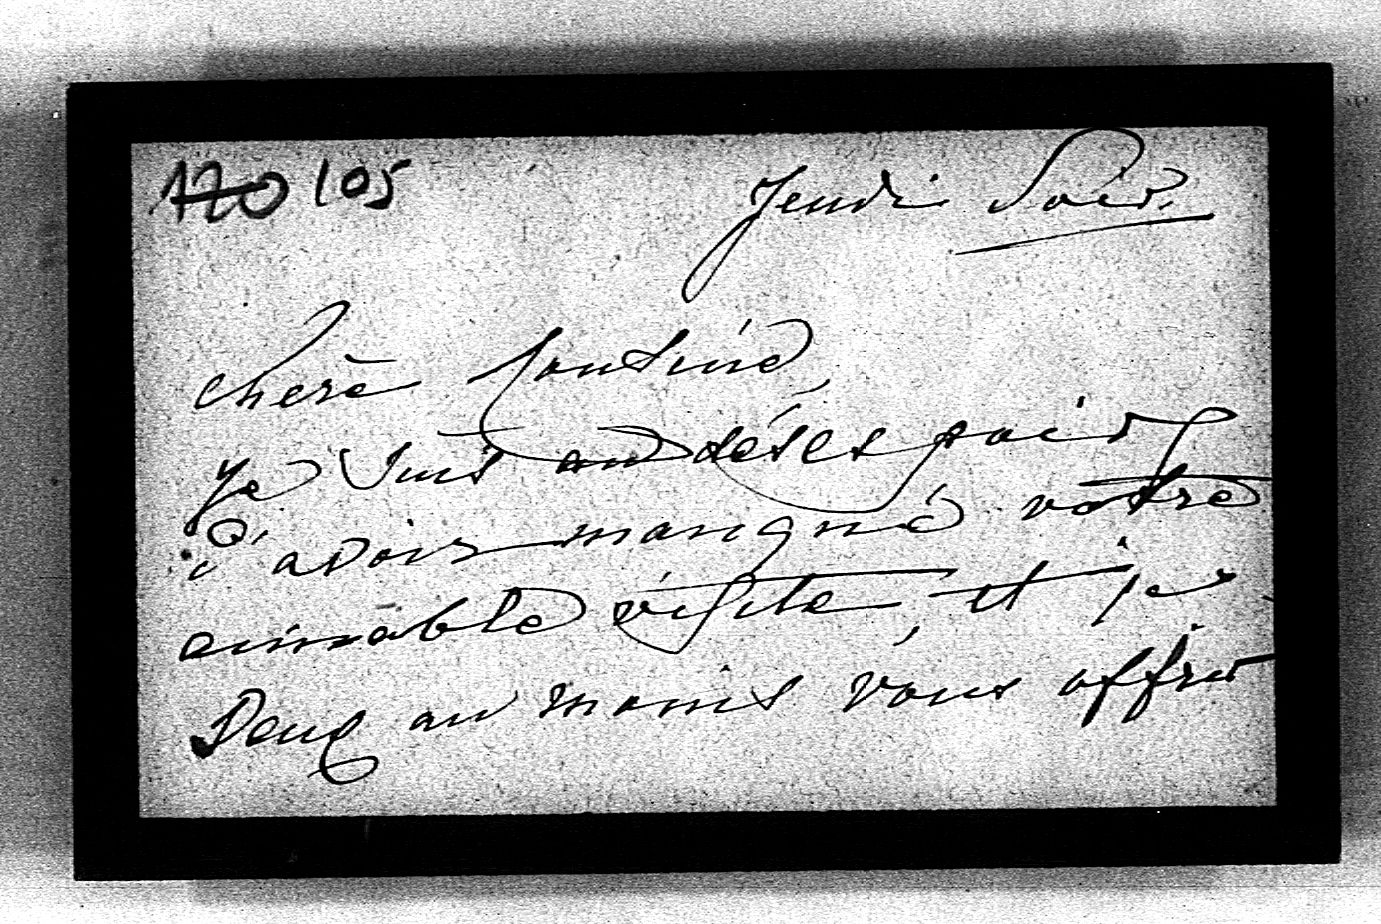 170 105
Jeudi Soir.
chère Cousine,
Je suis au désespoir
d'avoir manqué votre
aimable visite, et je
veux au moins vous offrir